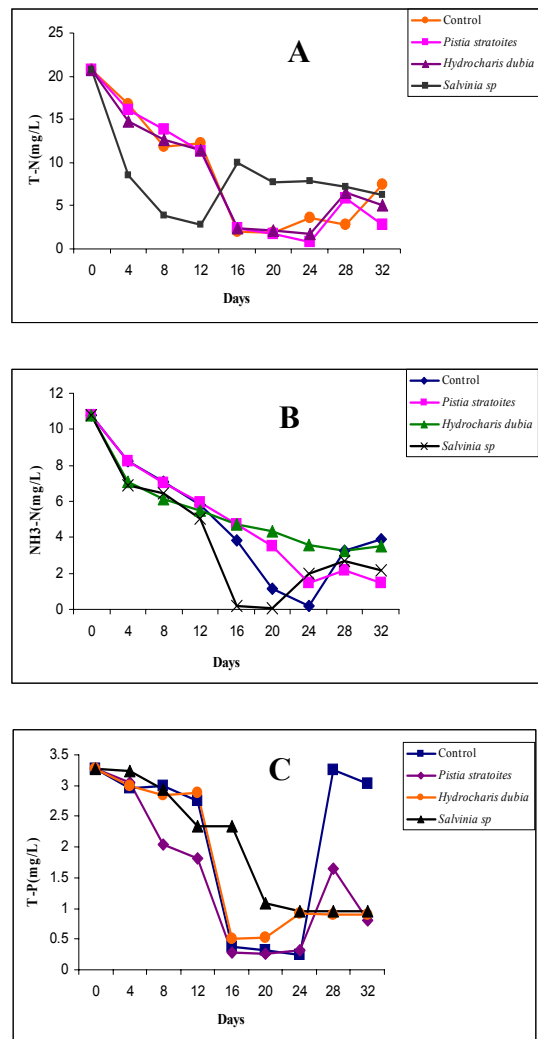 A
T-N(mg/L)
25
20
15
10
5
0
0 4 8 12 16 20 24 28 32
Days
Control
Pistia stratoites
Hydrocharis dubia
Salvinia sp
B
NH3-N(mg/L)
12
10
8
6
4
2
0
0 4 8 12 16 20 24 28 32
Days
Control
Pistia stratoites
Hydrocharis dubia
Salvinia sp
C
T-P(mg/L)
3.5
3
2.5
2
1.5
1
0.5
0
0 4 8 12 16 20 24 28 32
Days
Control
Pistia stratoites
Hydrocharis dubia
Salvinia sp